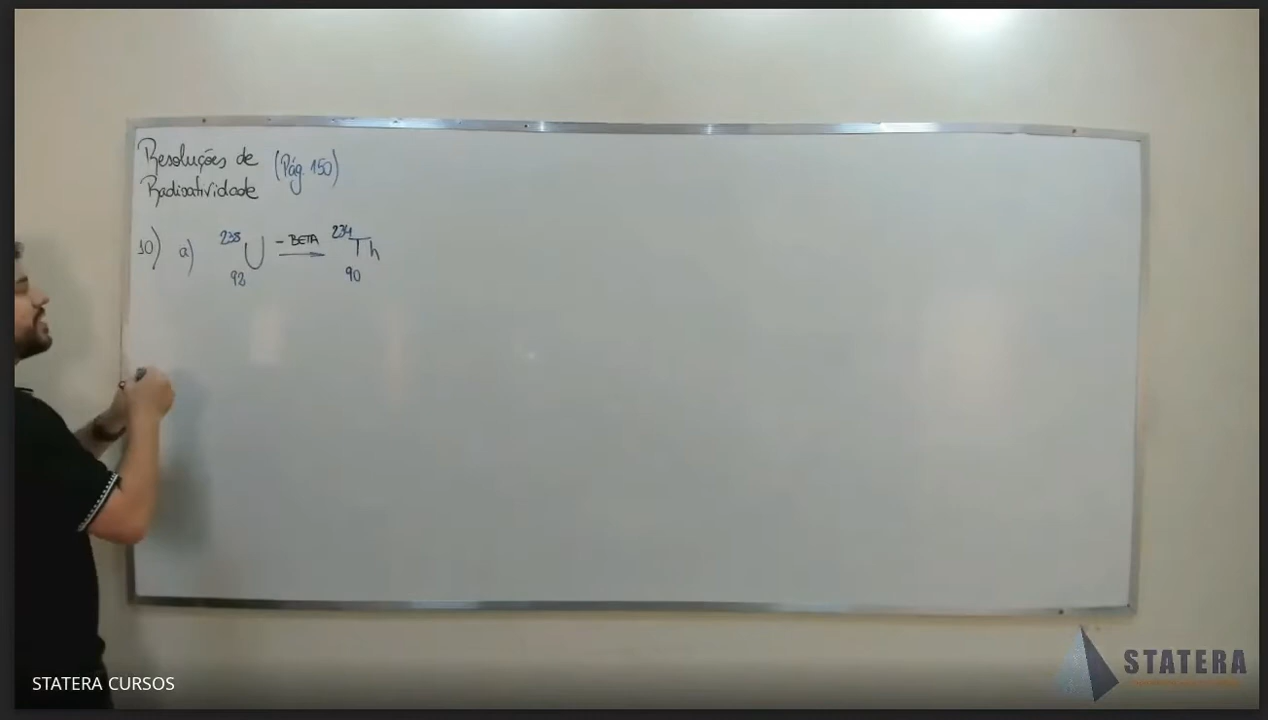 Resoluções de (Pág. 150)
Radioatividade
10) a) 238 U 92 - BETA → 234 Th 90
STATERA
STATERA CURSOS